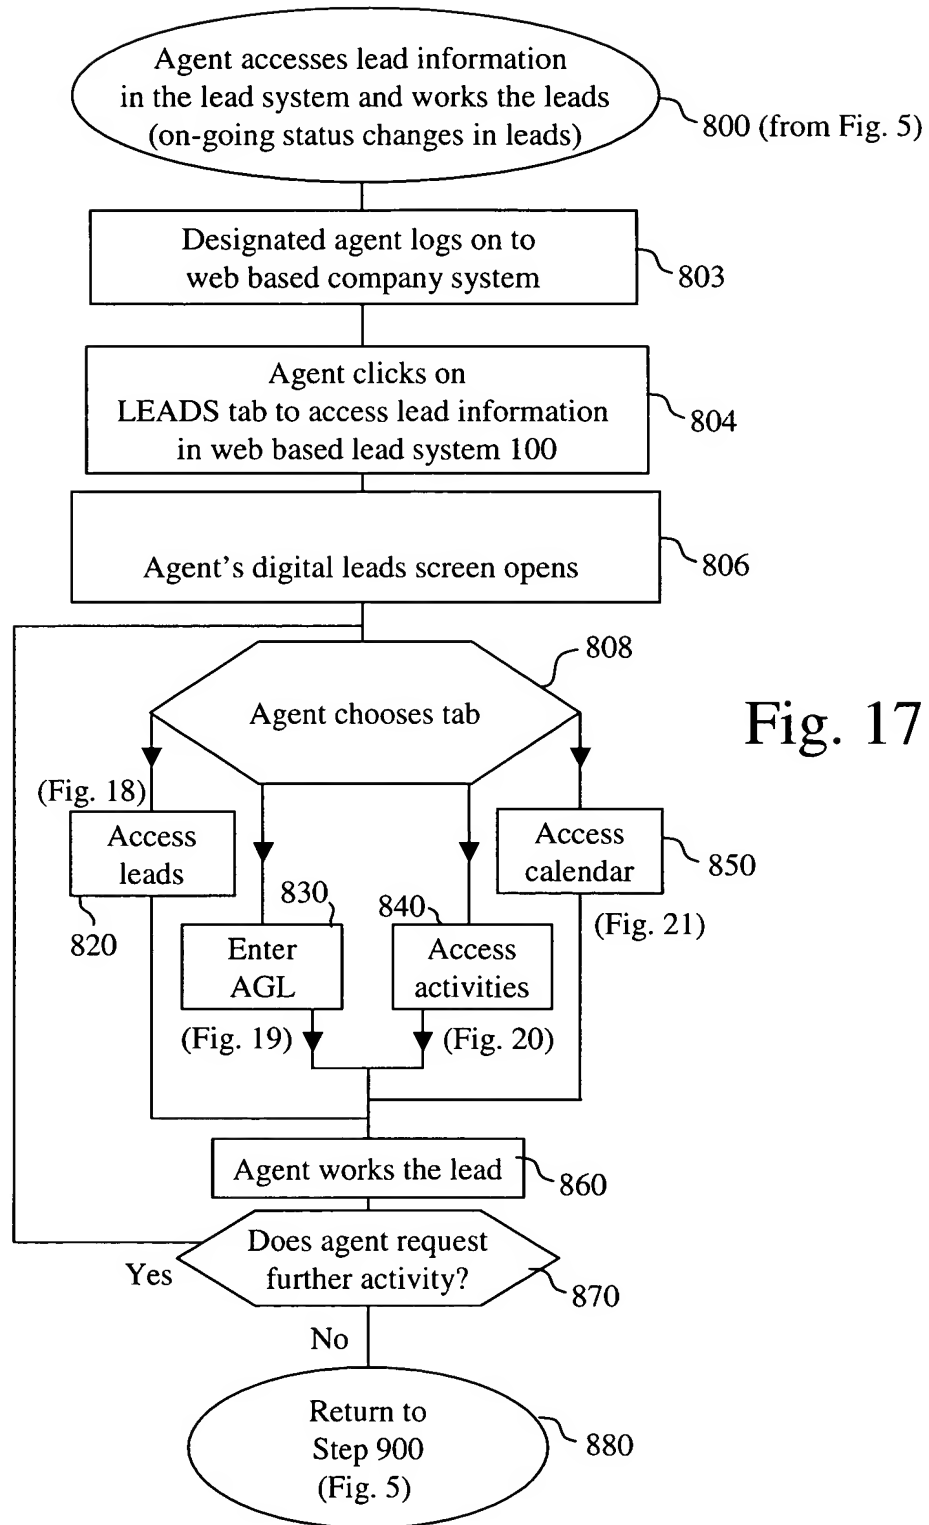 Agent accesses lead information
in the lead system and works the leads
(on-going status changes in leads)
800 (from Fig. 5)
Designated agent logs on to
web based company system
803
Agent clicks on
LEADS tab to access lead information
in web based lead system 100
804
Agent's digital leads screen opens
806
808
Agent chooses tab
Fig. 17
(Fig. 18)
Access
leads
820
Access
calendar
850
(Fig. 21)
830
Enter
AGL
(Fig. 19)
840
Access
activities
(Fig. 20)
Agent works the lead
860
Does agent request
further activity?
870
Yes
No
Return to
Step 900
(Fig. 5)
880